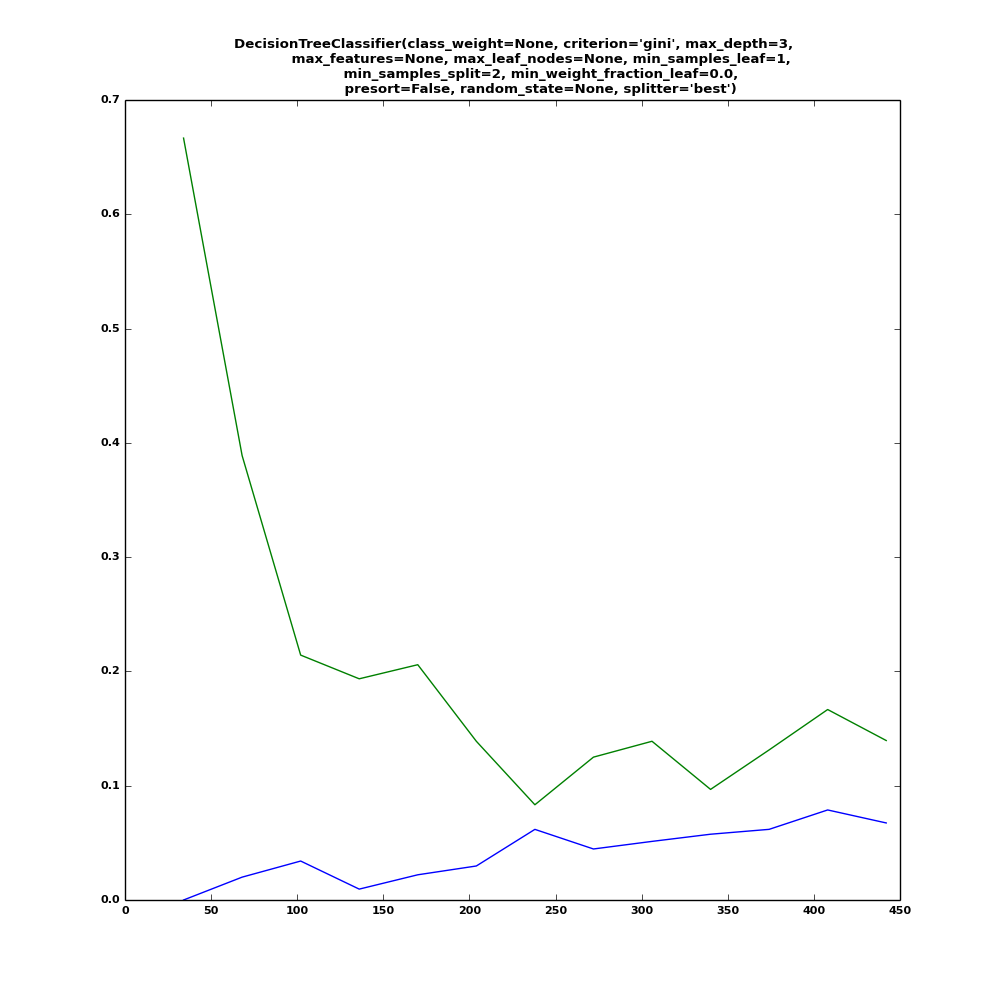 DecisionTreeClassifier(class_weight=None, criterion='gini', max_depth=3,
max_features=None, max_leaf_nodes=None, min_samples_leaf=1,
min_samples_split=2, min_weight_fraction_leaf=0.0,
presort=False, random_state=None, splitter='best')
0.7
0.6
0.5
0.4
0.3
0.2
0.1
0.0
0 50 100 150 200 250 300 350 400 450